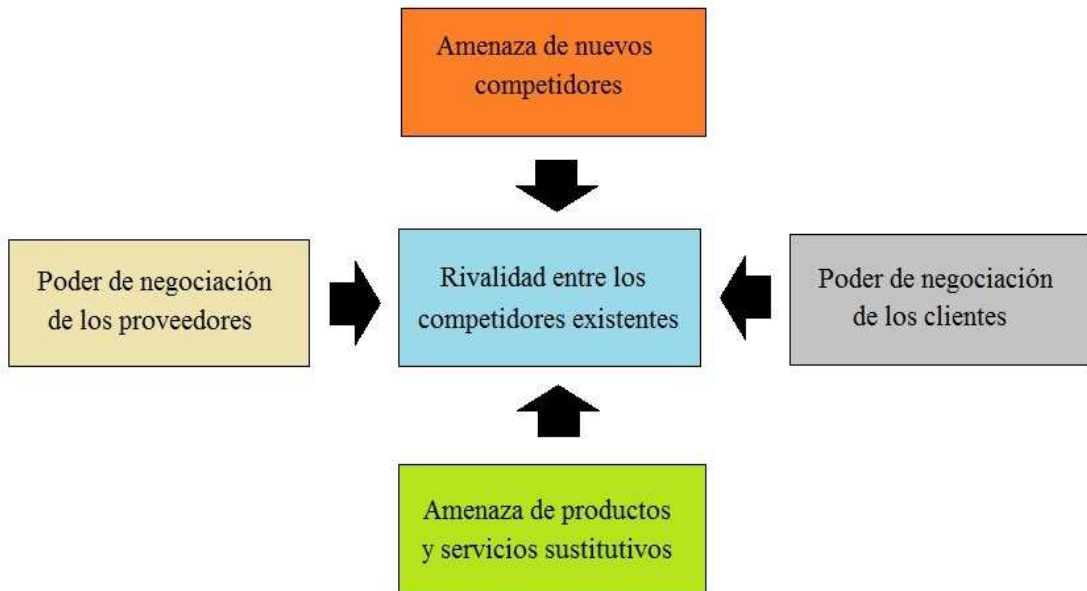 Amenaza de nuevos
competidores
Poder de negociación
de los proveedores
Rivalidad entre los
competidores existentes
Poder de negociación
de los clientes
Amenaza de productos
y servicios sustitutivos